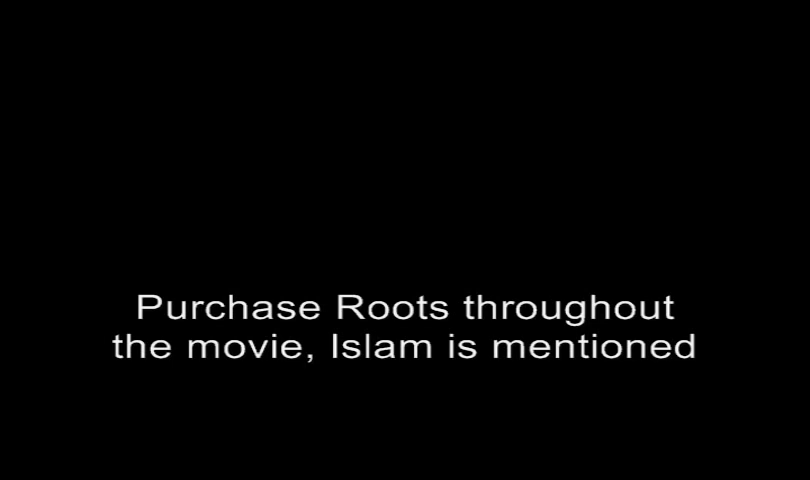 Purchase Roots throughout
the movie, Islam is mentioned